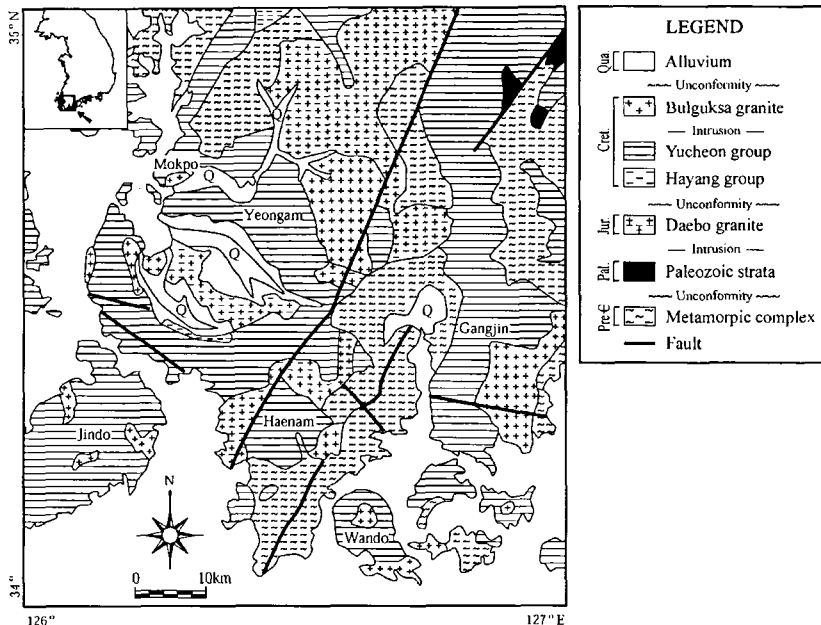 35°N
Mokpo
Q
Q
Yeongam
Q
Q
Q
Gangjin
Haenam
Jindo
N
Wando
0 10km
34°
126° 127°E
LEGEND
Qua. Alluvium
Unconformity
Cret. Bulguksa granite
Intrusion
Yucheon group
Hayang group
Unconformity
Jur. Daebo granite
Intrusion
Pal. Paleozoic strata
Unconformity
Pre-Є Metamorpic complex
Fault